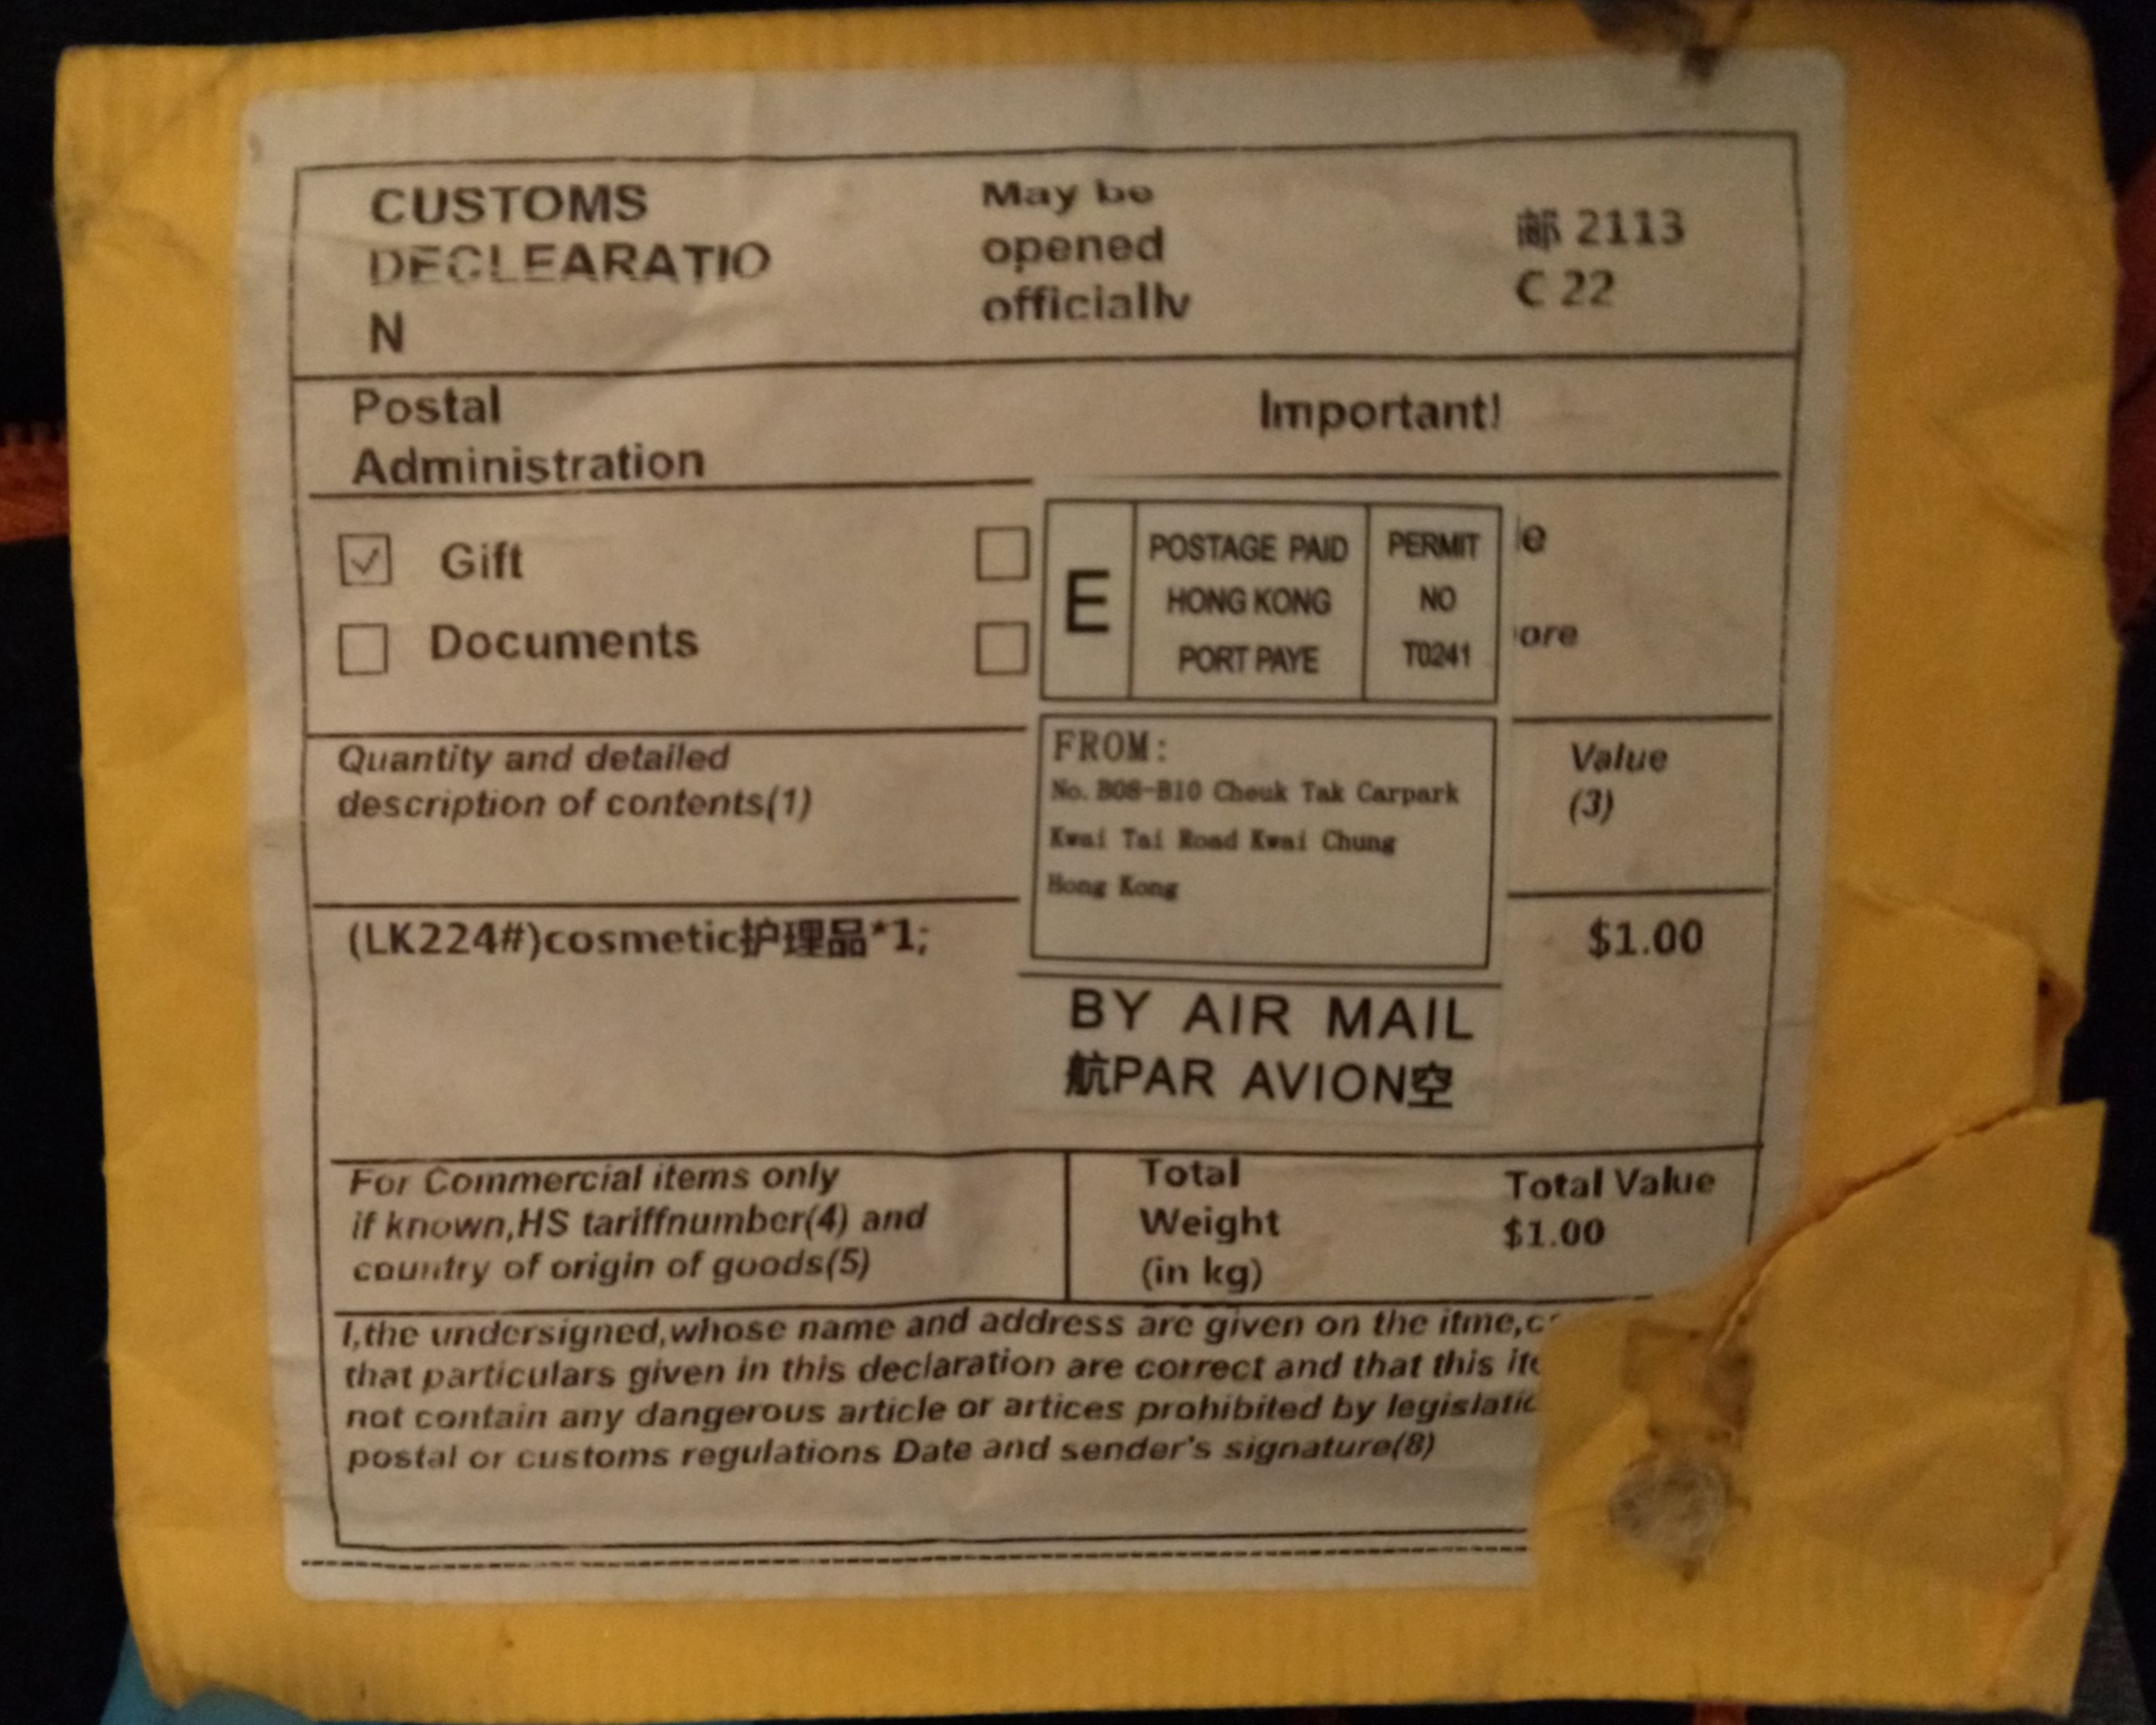 CUSTOMS
DECLEARATIO
N
May be
opened
officially
邮 2113
C 22
Postal
Administration
Important!
Gift
Documents
E
POSTAGE PAID
HONG KONG
PORT PAYE
PERMIT
NO
T0241
le
ore
Quantity and detailed
description of contents(1)
FROM:
No. B08-B10 Cheuk Tak Carpark
Kwai Tai Road Kwai Chung
Hong Kong
Value
(3)
(LK224#)cosmetic护理品*1;
$1.00
BY AIR MAIL
航PAR AVION空
For Commercial items only
if known,HS tariffnumber(4) and
country of origin of goods(5)
Total
Weight
(in kg)
Total Value
$1.00
I,the undersigned,whose name and address are given on the itme,
that particulars given in this declaration are correct and that this
not contain any dangerous article or artices prohibited by
postal or customs regulations Date and sender's signature(8)